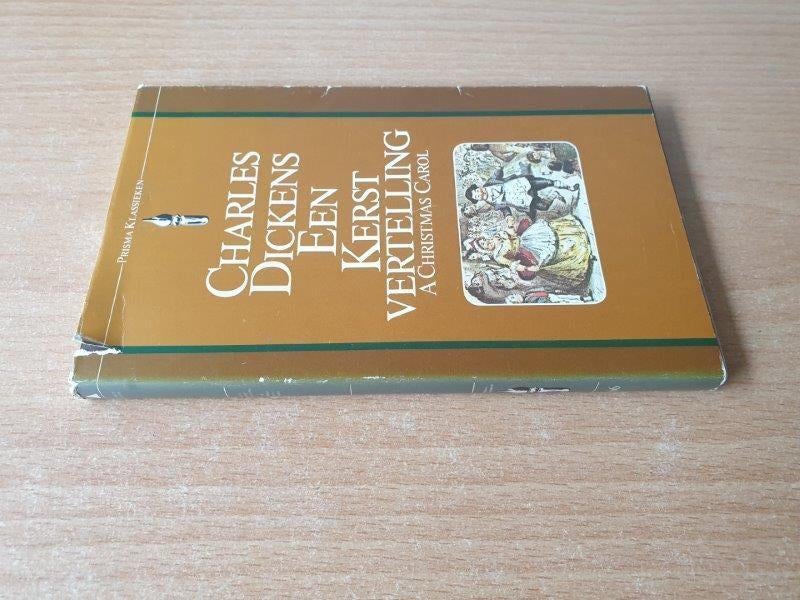 PRISMA KLASSIEKEN
CHARLES
DICKENS
EEN
KERST
VERTELLING
A CHRISTMAS CAROL